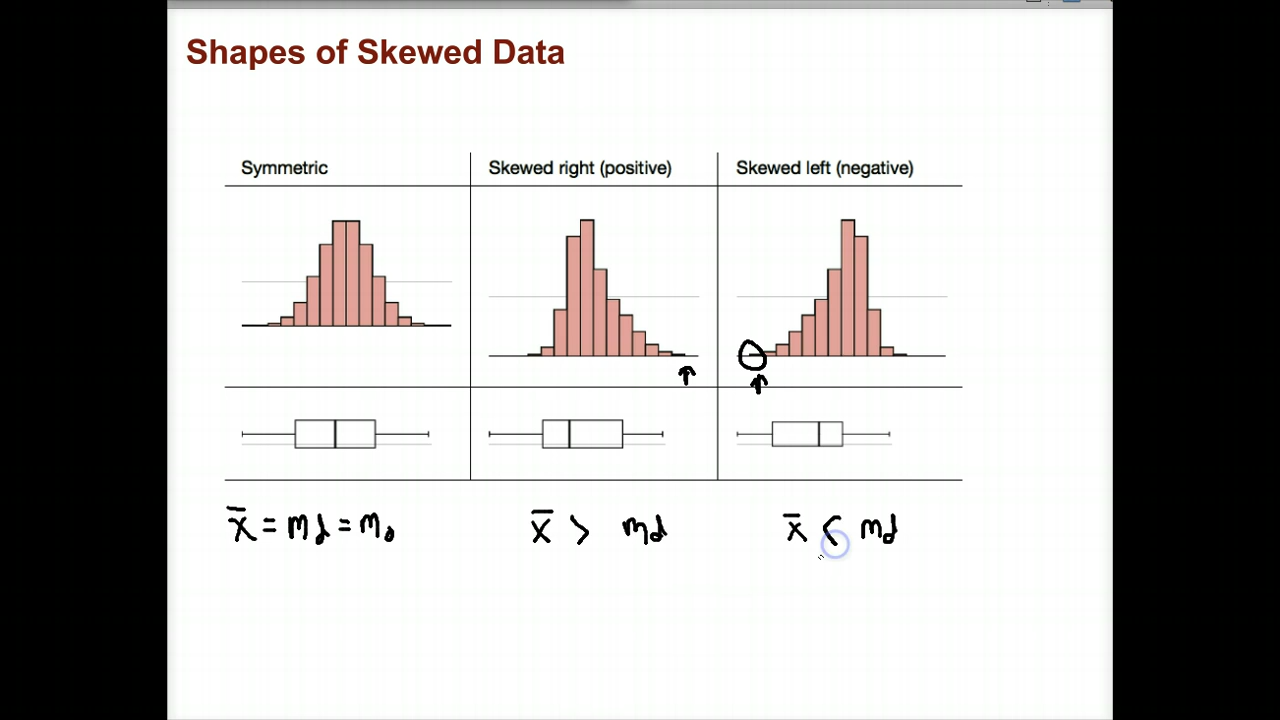 Shapes of Skewed Data
Symmetric
Skewed right (positive)
Skewed left (negative)
x̄ = md = mo
x̄ > md
x̄ < md